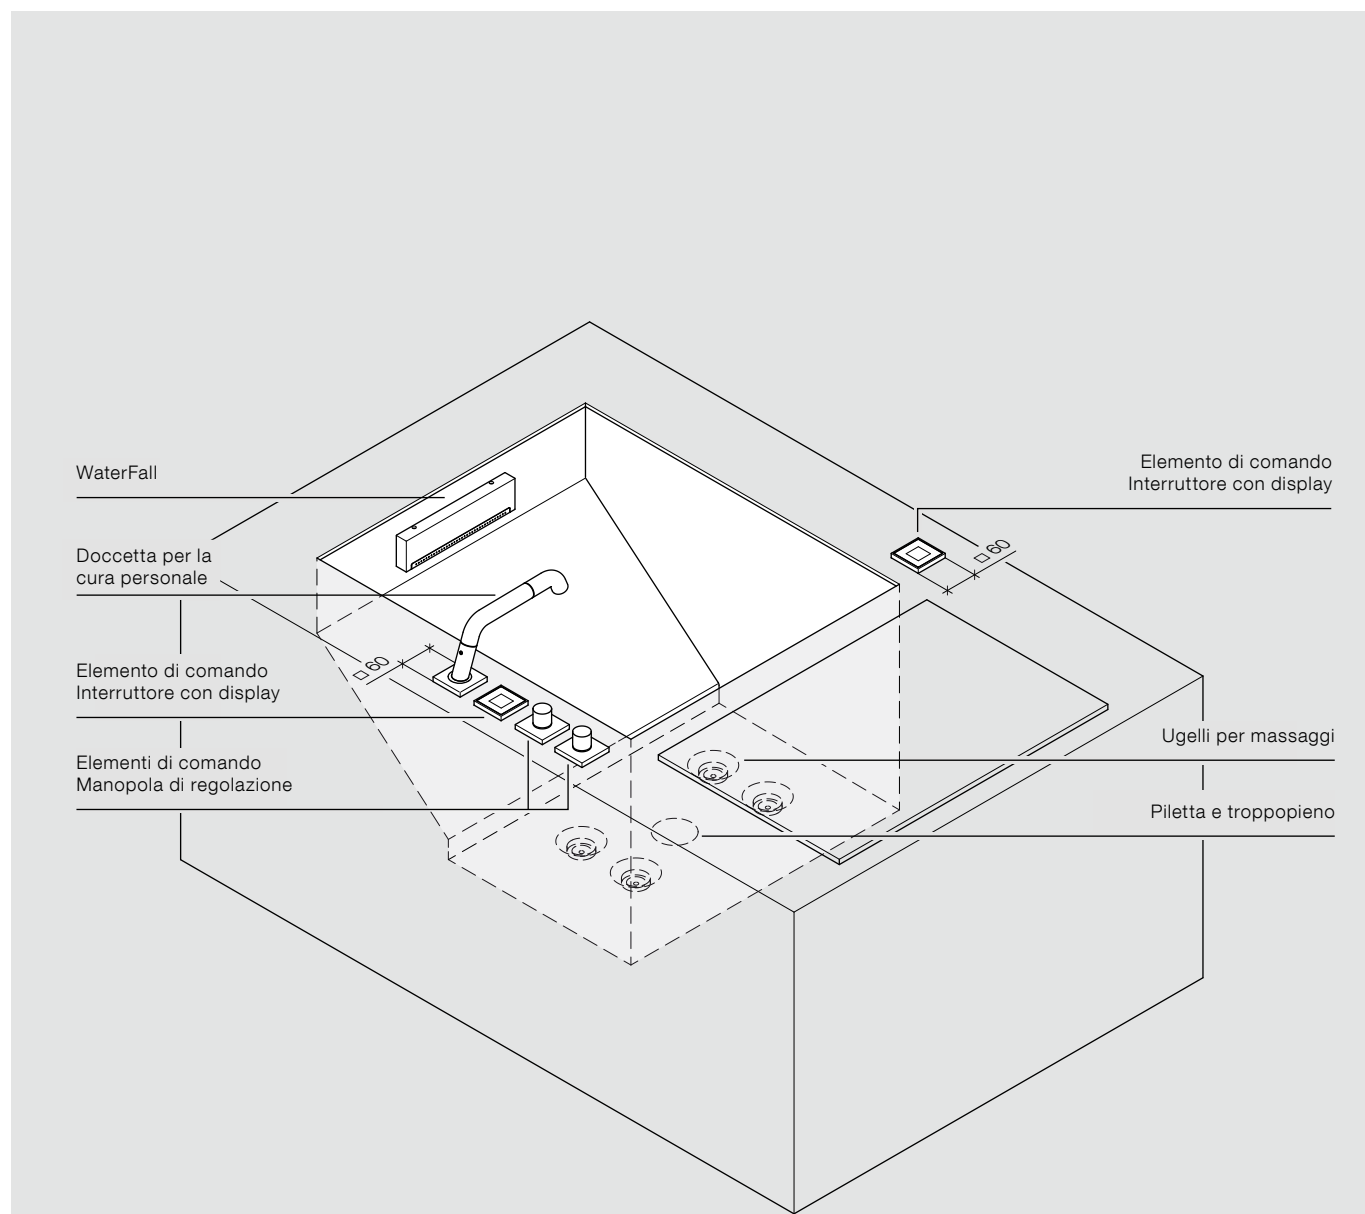 WaterFall
Doccetta per la
cura personale
□ 60
Elemento di comando
Interruttore con display
Elementi di comando
Manopola di regolazione
Elemento di comando
Interruttore con display
□ 60
Ugelli per massaggi
Piletta e troppopieno